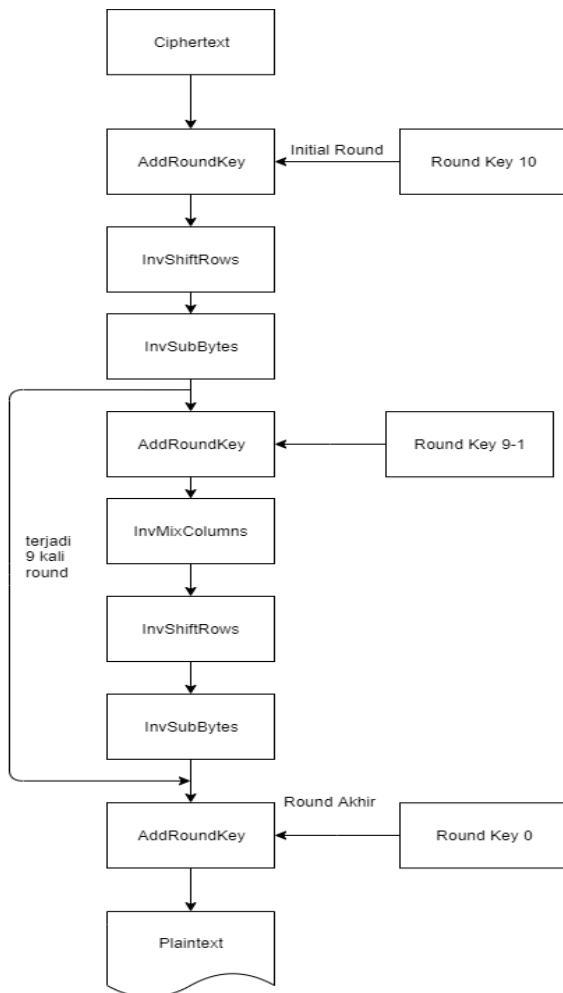 Ciphertext
AddRoundKey
Initial Round
Round Key 10
InvShiftRows
InvSubBytes
AddRoundKey
Round Key 9-1
InvMixColumns
terjadi
9 kali
round
InvShiftRows
InvSubBytes
Round Akhir
AddRoundKey
Round Key 0
Plaintext